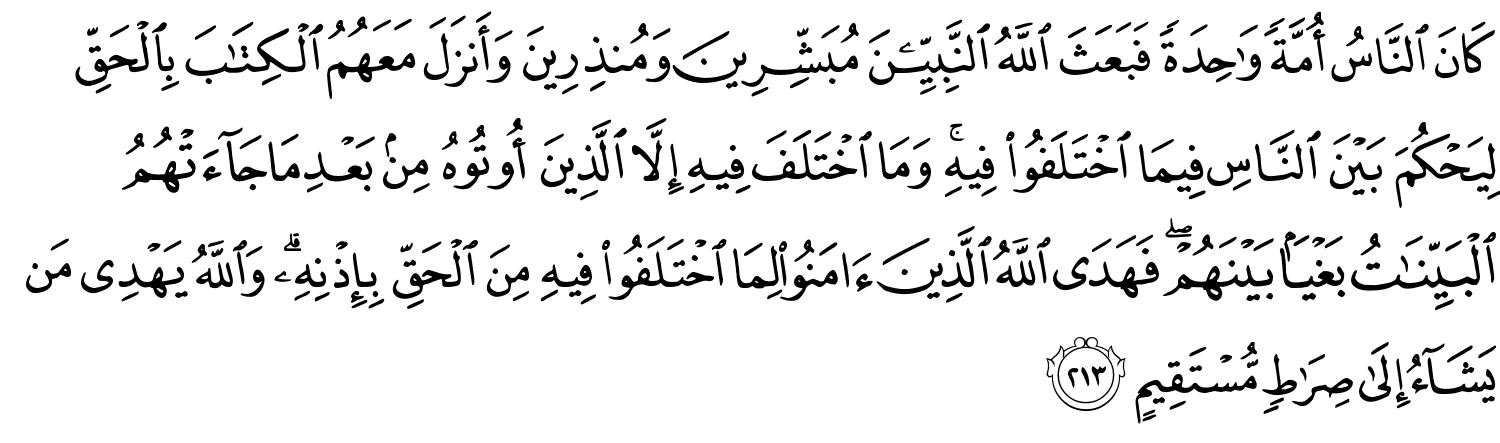 كَانَ ٱلنَّاسُ أُمَّةً وَٰحِدَةً فَبَعَثَ ٱللَّهُ ٱلنَّبِيِّـۧنَ مُبَشِّرِينَ وَمُنذِرِينَ وَأَنزَلَ مَعَهُمُ ٱلْكِتَـٰبَ بِٱلْحَقِّ
لِيَحْكُمَ بَيْنَ ٱلنَّاسِ فِيمَا ٱخْتَلَفُوا۟ فِيهِ ۚ وَمَا ٱخْتَلَفَ فِيهِ إِلَّا ٱلَّذِينَ أُوتُوهُ مِنۢ بَعْدِ مَا جَآءَتْهُمُ
ٱلْبَيِّنَـٰتُ بَغْيًۢا بَيْنَهُمْ ۖ فَهَدَى ٱللَّهُ ٱلَّذِينَ ءَامَنُوا۟ لِمَا ٱخْتَلَفُوا۟ فِيهِ مِنَ ٱلْحَقِّ بِإِذْنِهِۦ ۗ وَٱللَّهُ يَهْدِى مَن
يَشَآءُ إِلَىٰ صِرَٰطٍ مُّسْتَقِيمٍ ٢١٣